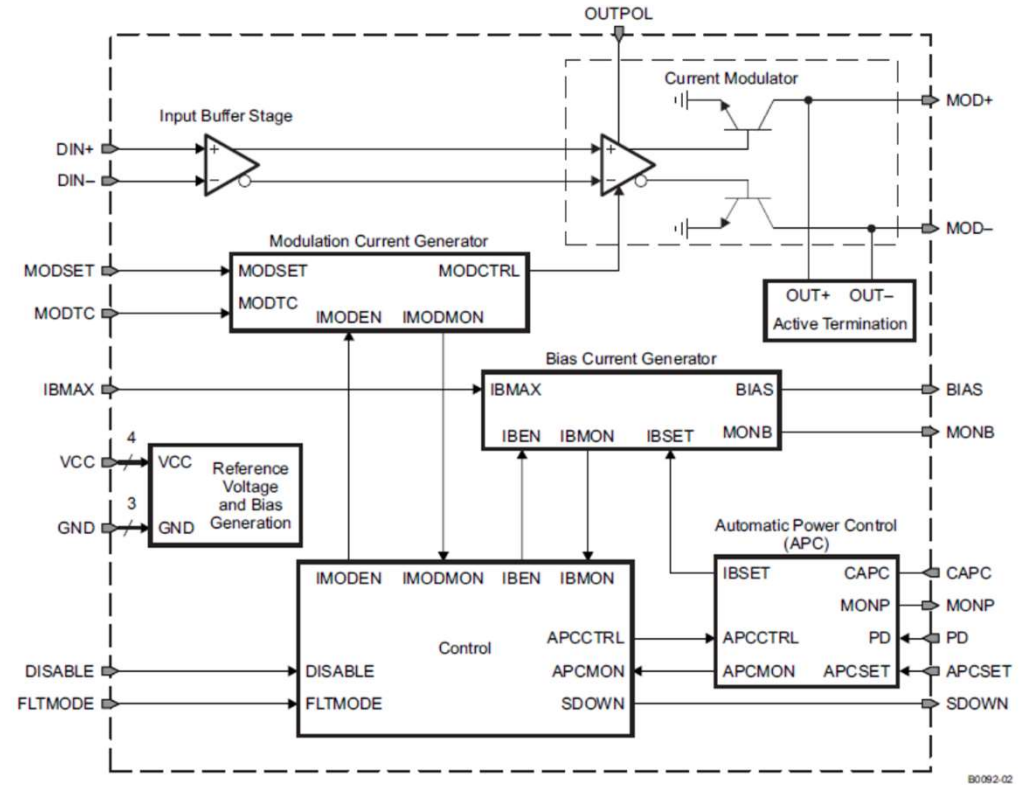 OUTPOL
Current Modulator
MOD+
Input Buffer Stage
DIN+
+
+
DIN–
–
–
MOD–
Modulation Current Generator
MODSET
MODSET
MODCTRL
MODTC
MODTC
IMODEN
IMODMON
OUT+
OUT–
Active Termination
Bias Current Generator
IBMAX
IBMAX
BIAS
BIAS
IBEN
IBMON
IBSET
MONB
MONB
4
VCC
VCC
Reference
Voltage
and Bias
Generation
3
GND
GND
Automatic Power Control
(APC)
IMODEN
IMODMON
IBEN
IBMON
IBSET
CAPC
CAPC
MONP
MONP
Control
APCCTRL
APCCTRL
PD
PD
DISABLE
DISABLE
APCMON
APCMON
APCSET
APCSET
FLTMODE
FLTMODE
SDOWN
SDOWN
B0092-02